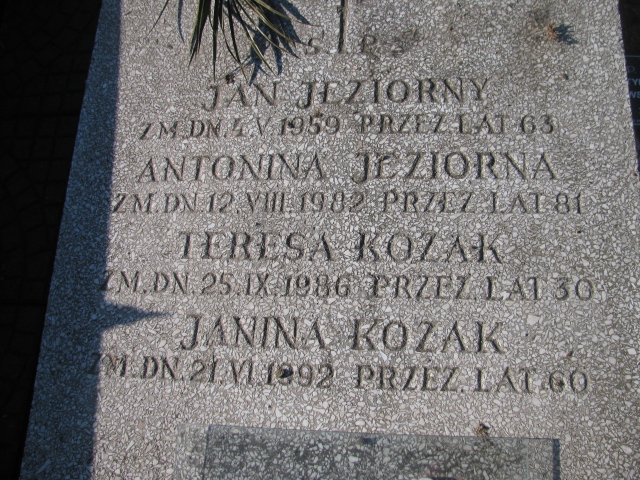 Ś P.
JAN JEZIORNY
ZM. DN. 4. V. 1959 PRZEZ. LAT 63
ANTONINA JEZIORNA
ZM. DN. 12. VIII. 1982 PRZEZ. LAT 81
TERESA KOZAK
ZM. DN. 25. IX. 1986 PRZEZ. LAT 30
JANINA KOZAK
ZM. DN. 21. VI. 1992 PRZEZ. LAT. 60